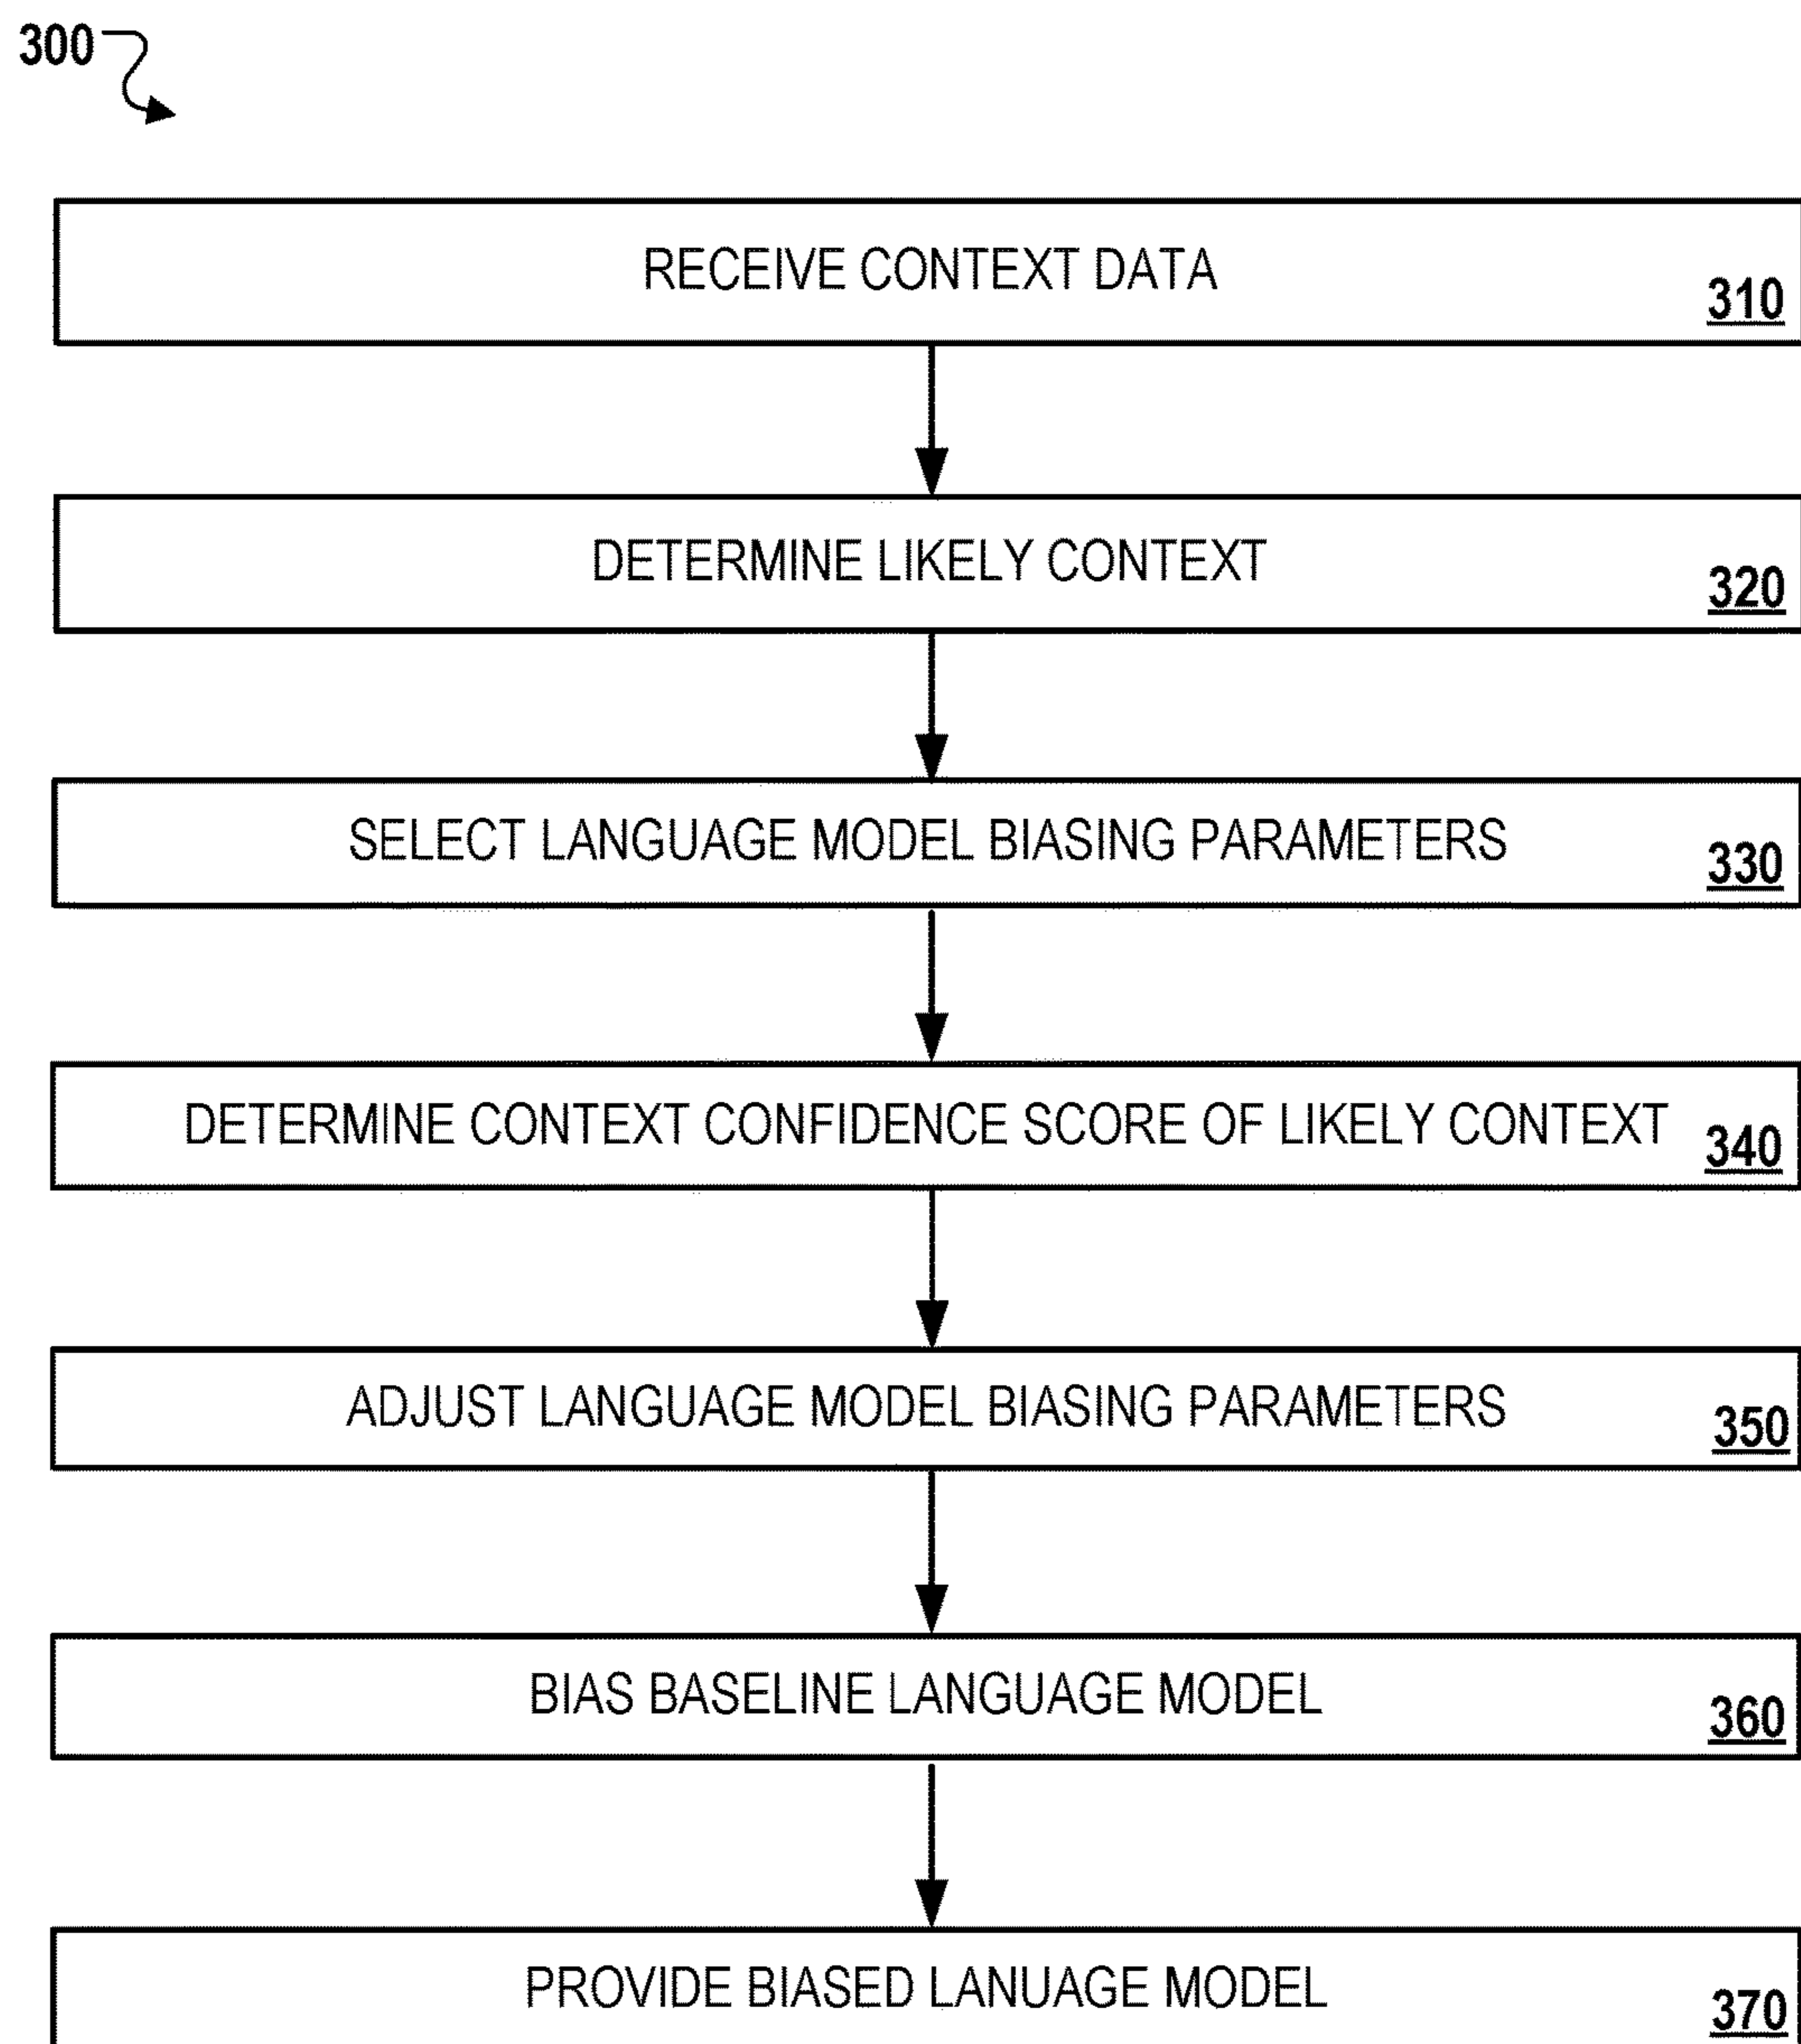 300
RECEIVE CONTEXT DATA
310
DETERMINE LIKELY CONTEXT
320
SELECT LANGUAGE MODEL BIASING PARAMETERS
330
DETERMINE CONTEXT CONFIDENCE SCORE OF LIKELY CONTEXT
340
ADJUST LANGUAGE MODEL BIASING PARAMETERS
350
BIAS BASELINE LANGUAGE MODEL
360
PROVIDE BIASED LANUAGE MODEL
370